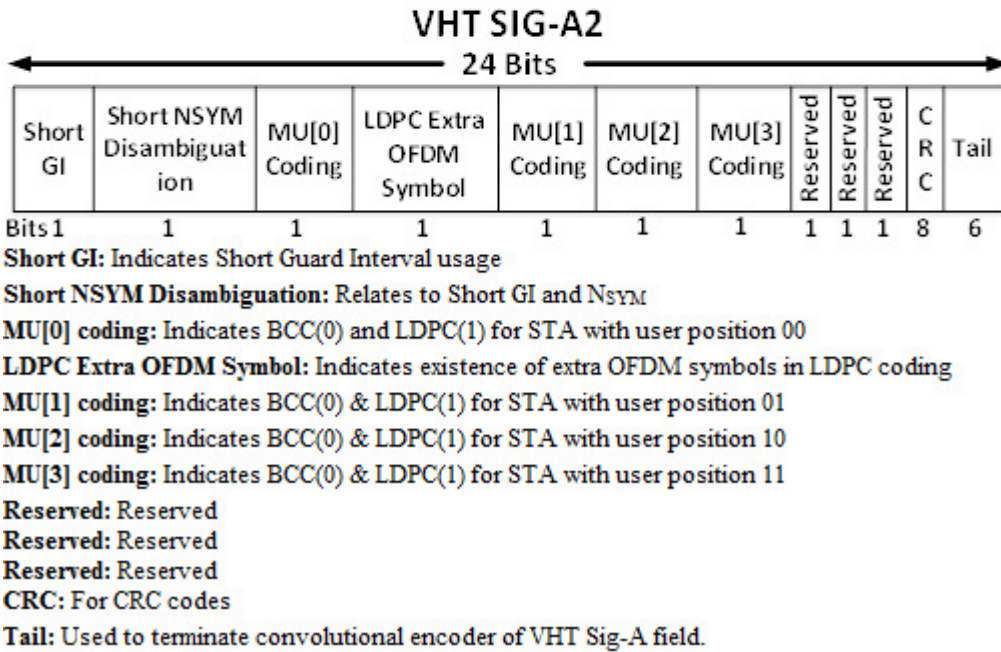 VHT SIG-A2
24 Bits
Short GI
Short NSYM Disambiguat ion
MU[0] Coding
LDPC Extra OFDM Symbol
MU[1] Coding
MU[2] Coding
MU[3] Coding
Reserved
Reserved
Reserved
C R C
Tail
Bits 1 1 1 1 1 1 1 1 1 1 8 6
Short GI: Indicates Short Guard Interval usage
Short NSYM Disambiguation: Relates to Short GI and NSYM
MU[0] coding: Indicates BCC(0) and LDPC(1) for STA with user position 00
LDPC Extra OFDM Symbol: Indicates existence of extra OFDM symbols in LDPC coding
MU[1] coding: Indicates BCC(0) & LDPC(1) for STA with user position 01
MU[2] coding: Indicates BCC(0) & LDPC(1) for STA with user position 10
MU[3] coding: Indicates BCC(0) & LDPC(1) for STA with user position 11
Reserved: Reserved
Reserved: Reserved
Reserved: Reserved
CRC: For CRC codes
Tail: Used to terminate convolutional encoder of VHT Sig-A field.